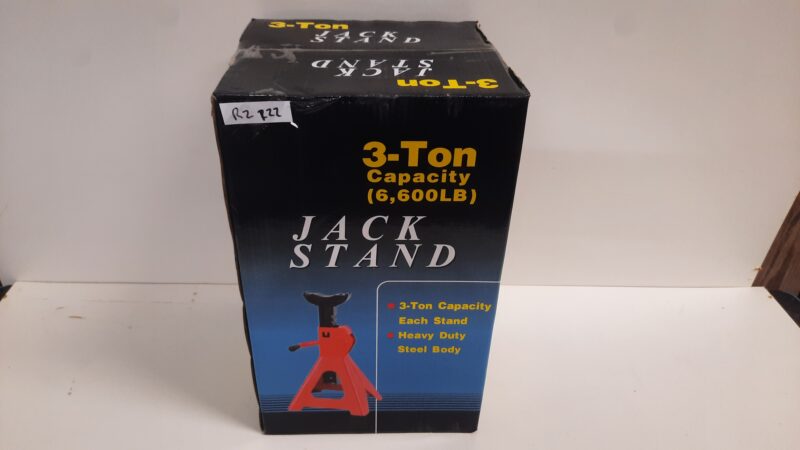 3-Ton
JACK
STAND
3-Ton
JACK
STAND
R2 122
3-Ton
Capacity
(6,600LB)
JACK
STAND
3-Ton Capacity
Each Stand
Heavy Duty
Steel Body